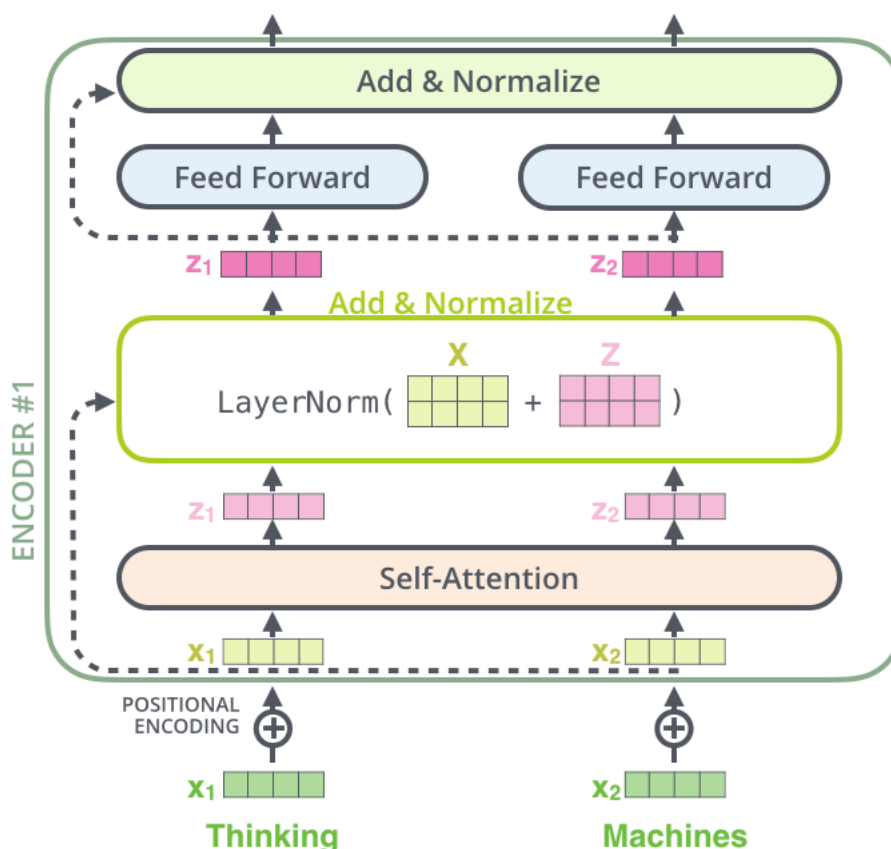 Add & Normalize
Feed Forward
Feed Forward
z1
z2
Add & Normalize
X
Z
LayerNorm( + )
ENCODER #1
z1
z2
Self-Attention
x1
x2
POSITIONAL
ENCODING
x1
x2
Thinking
Machines